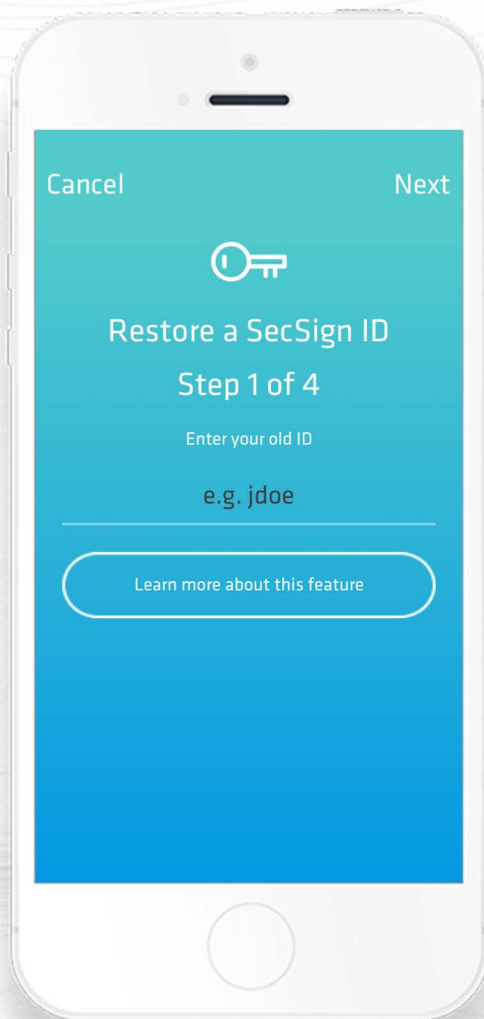 Cancel
Next
Restore a SecSign ID
Step 1 of 4
Enter your old ID
e.g. jdoe
Learn more about this feature